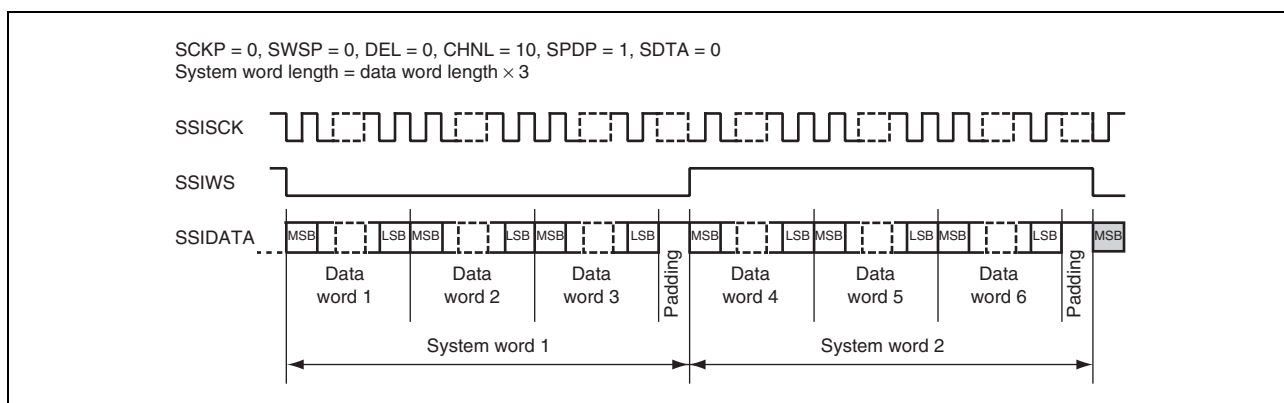 SCKP = 0, SWSP = 0, DEL = 0, CHNL = 10, SPDP = 1, SDTA = 0
System word length = data word length × 3
SSISCK
SSIWS
SSIDATA
MSB LSB MSB LSB MSB LSB MSB LSB MSB LSB MSB LSB MSB
Data word 1
Data word 2
Data word 3
Padding
Data word 4
Data word 5
Data word 6
Padding
System word 1
System word 2